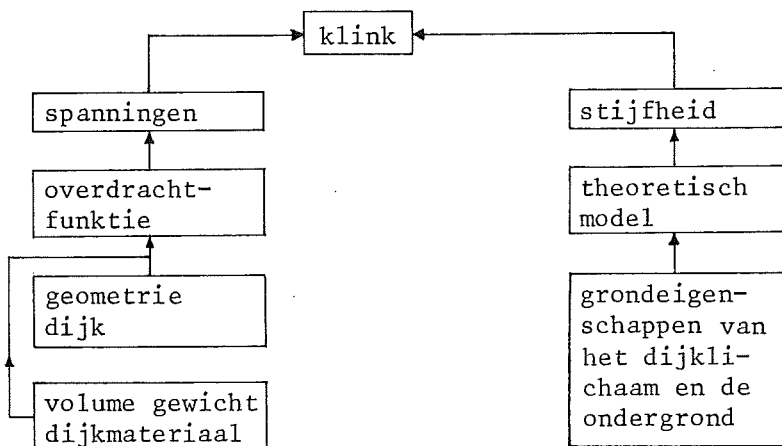 klink
spanningen
overdracht-
funktie
geometrie
dijk
volume gewicht
dijkmateriaal
stijfheid
theoretisch
model
grondeigen-
schappen van
het dijkli-
chaam en de
ondergrond